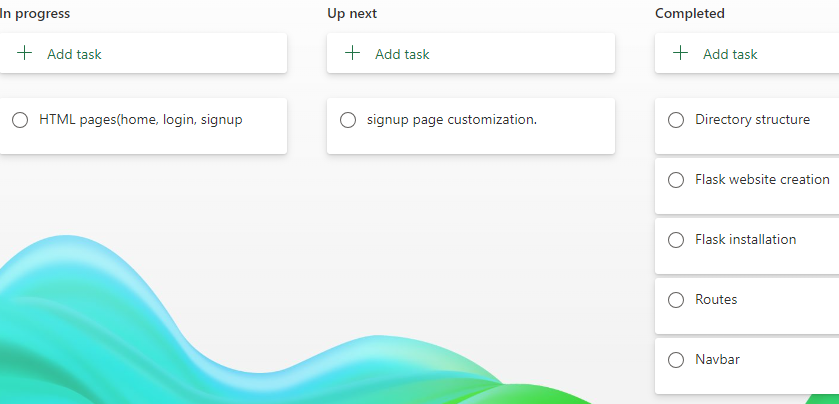 In progress
Add task
HTML pages(home, login, signup
Up next
Add task
signup page customization.
Completed
Add task
Directory structure
Flask website creation
Flask installation
Routes
Navbar